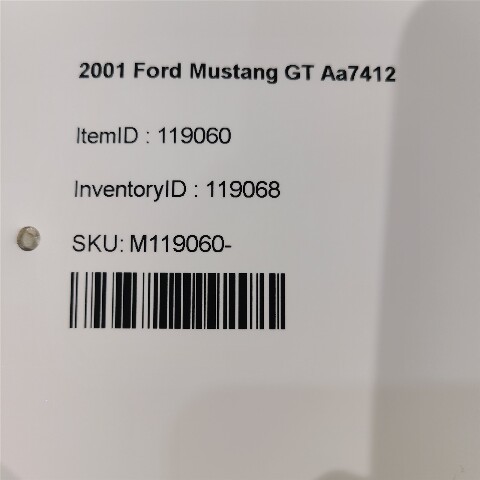 2001 Ford Mustang GT Aa7412
ItemID : 119060
InventoryID : 119068
SKU: M119060-